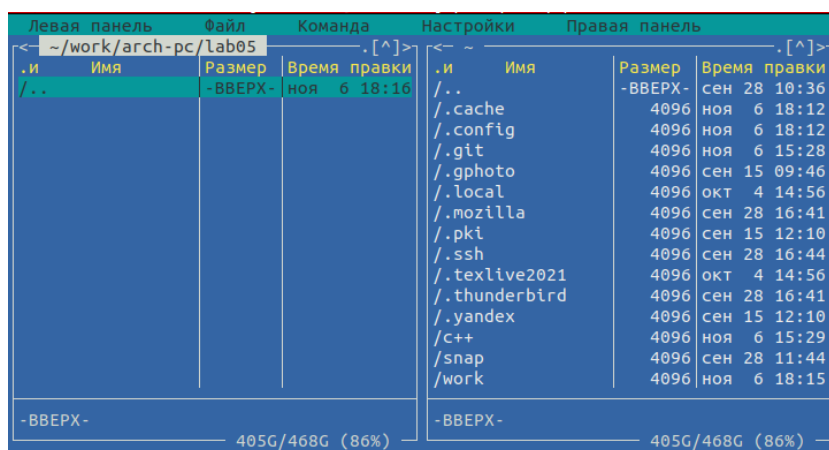 Левая панель Файл Команда Настройки Правая панель
<— ~/work/arch-pc/lab05 .[^]> <— ~ .[^]>
.и Имя Размер Время правки .и Имя Размер Время правки
/.. -ВВЕРХ- ноя 6 18:16 /.. -ВВЕРХ- сен 28 10:36
/.cache 4096 ноя 6 18:12
/.config 4096 ноя 6 18:12
/.git 4096 ноя 6 15:28
/.gphoto 4096 сен 15 09:46
/.local 4096 окт 4 14:56
/.mozilla 4096 сен 28 16:41
/.pki 4096 сен 15 12:10
/.ssh 4096 сен 28 16:44
/.texlive2021 4096 окт 4 14:56
/.thunderbird 4096 сен 28 16:41
/.yandex 4096 сен 15 12:10
/c++ 4096 ноя 6 15:29
/snap 4096 сен 28 11:44
/work 4096 ноя 6 18:15
-ВВЕРХ- -ВВЕРХ-
405G/468G (86%) 405G/468G (86%)